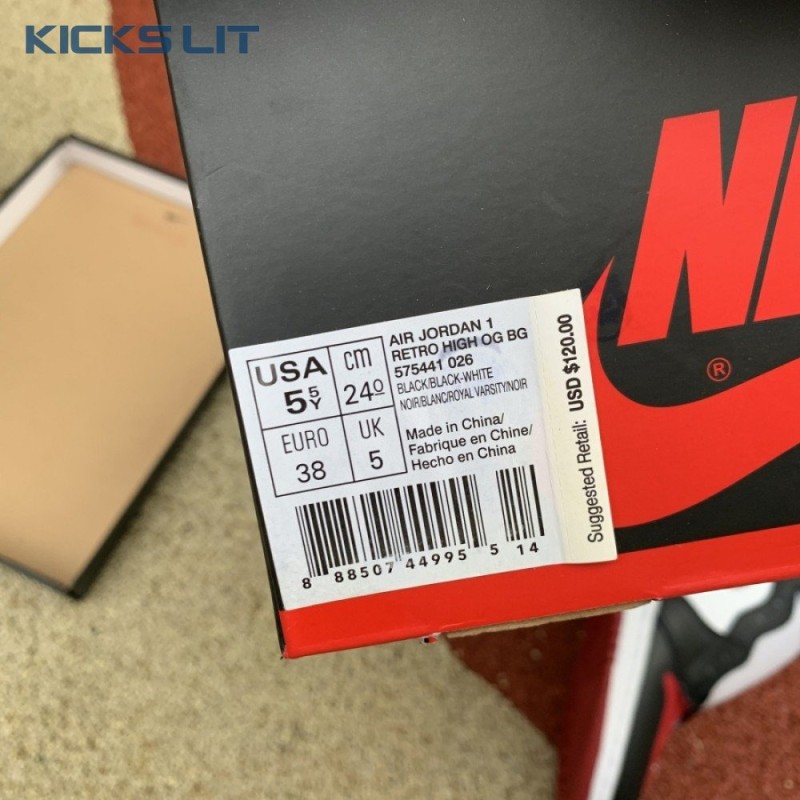 KICKS LIT
NI
®
USA
5 5
Y
cm
24 0
EURO
38
UK
5
AIR JORDAN 1
RETRO HIGH OG BG
575441 026
BLACK/BLACK-WHITE
NOIR/BLANC/ROYAL VARSITY/NOIR
Made in China/
Fabrique en Chine/
Hecho en China
8 88507 44995 5 14
Suggested Retail: USD $120.00